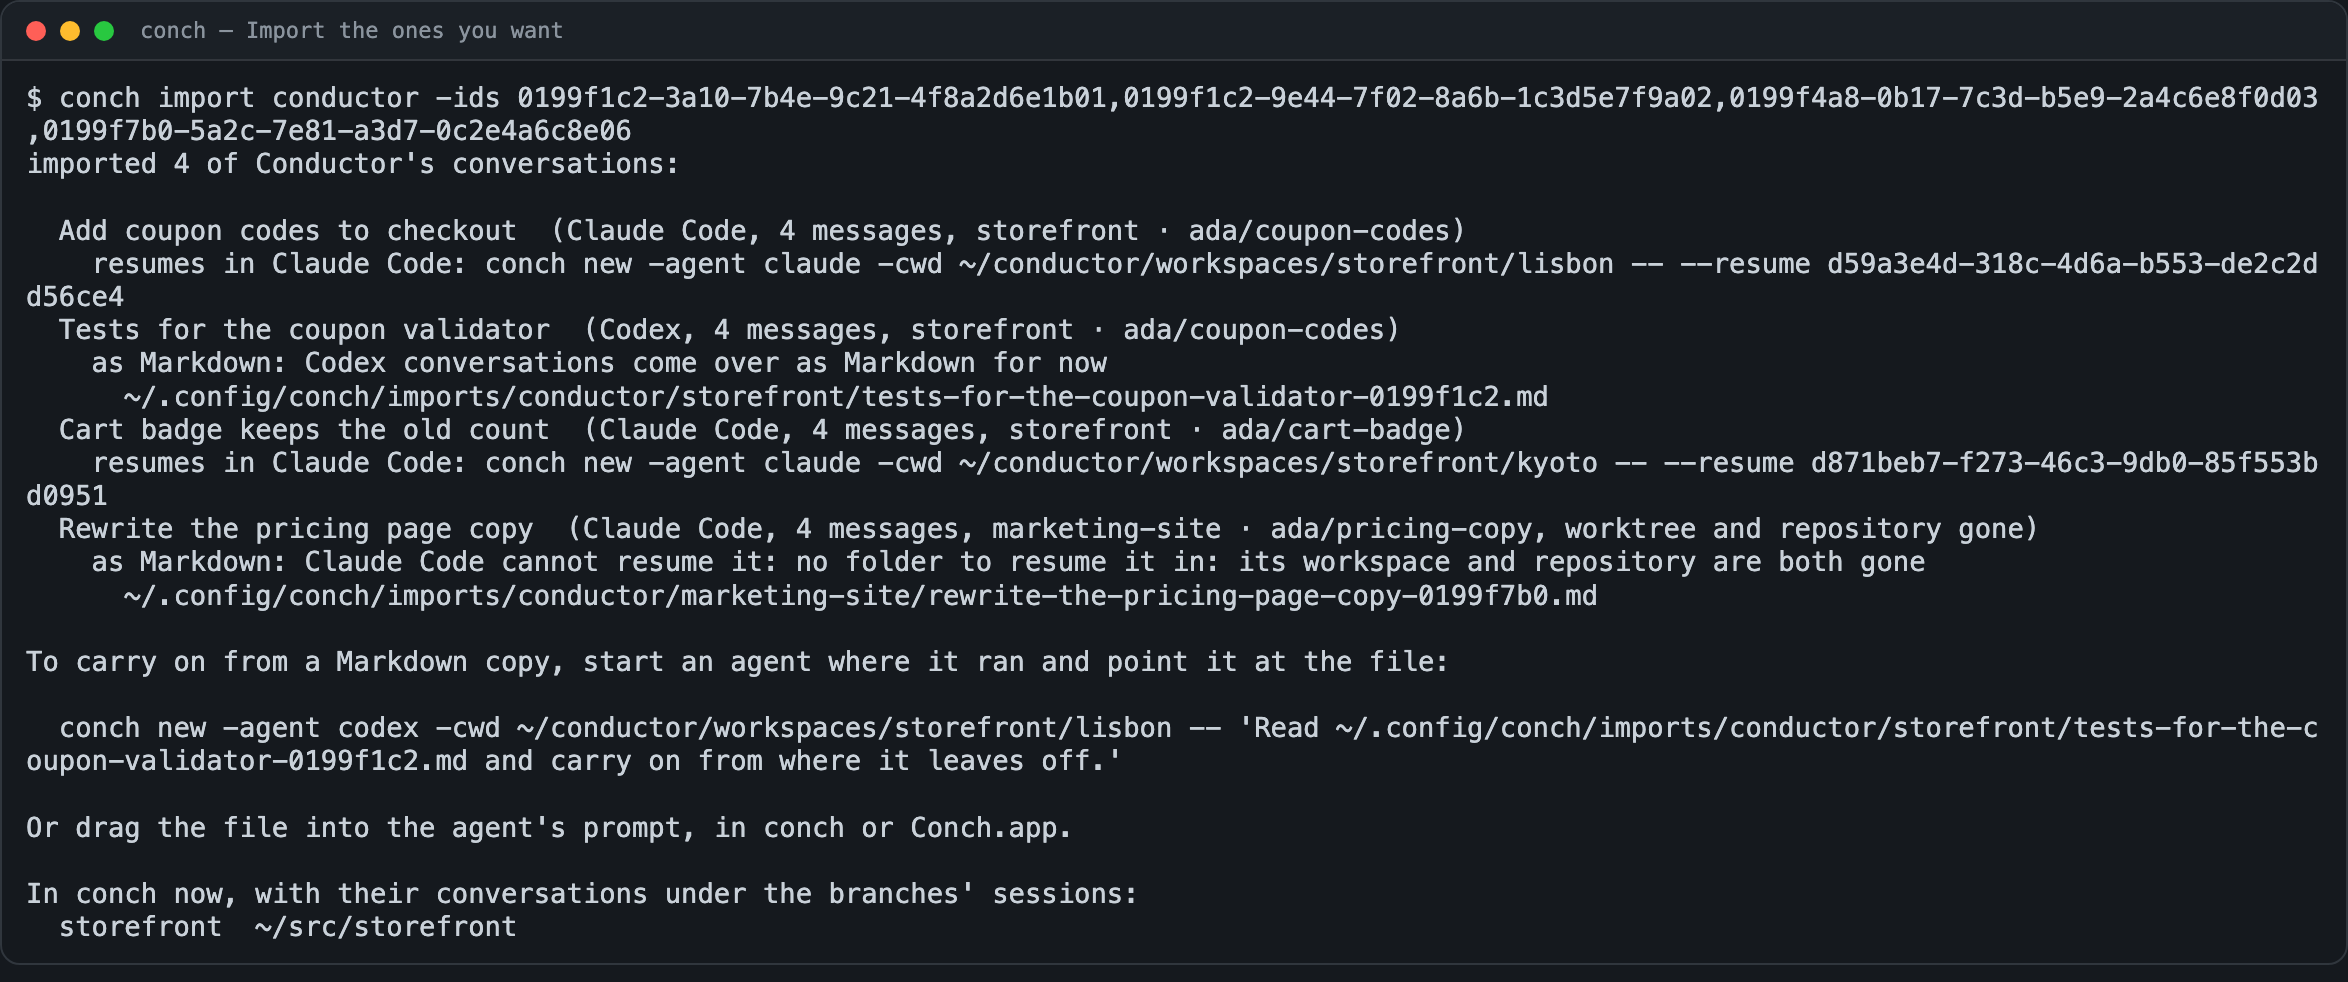 conch — Import the ones you want
$ conch import conductor -ids 0199f1c2-3a10-7b4e-9c21-4f8a2d6e1b01,0199f1c2-9e44-7f02-8a6b-1c3d5e7f9a02,0199f4a8-0b17-7c3d-b5e9-2a4c6e8f0d03
,0199f7b0-5a2c-7e81-a3d7-0c2e4a6c8e06
imported 4 of Conductor's conversations:
Add coupon codes to checkout  (Claude Code, 4 messages, storefront · ada/coupon-codes)
resumes in Claude Code: conch new -agent claude -cwd ~/conductor/workspaces/storefront/lisbon -- --resume d59a3e4d-318c-4d6a-b553-de2c2d
d56ce4
Tests for the coupon validator  (Codex, 4 messages, storefront · ada/coupon-codes)
as Markdown: Codex conversations come over as Markdown for now
~/.config/conch/imports/conductor/storefront/tests-for-the-coupon-validator-0199f1c2.md
Cart badge keeps the old count  (Claude Code, 4 messages, storefront · ada/cart-badge)
resumes in Claude Code: conch new -agent claude -cwd ~/conductor/workspaces/storefront/kyoto -- --resume d871beb7-f273-46c3-9db0-85f553b
d0951
Rewrite the pricing page copy  (Claude Code, 4 messages, marketing-site · ada/pricing-copy, worktree and repository gone)
as Markdown: Claude Code cannot resume it: no folder to resume it in: its workspace and repository are both gone
~/.config/conch/imports/conductor/marketing-site/rewrite-the-pricing-page-copy-0199f7b0.md
To carry on from a Markdown copy, start an agent where it ran and point it at the file:
conch new -agent codex -cwd ~/conductor/workspaces/storefront/lisbon -- 'Read ~/.config/conch/imports/conductor/storefront/tests-for-the-c
oupon-validator-0199f1c2.md and carry on from where it leaves off.'
Or drag the file into the agent's prompt, in conch or Conch.app.
In conch now, with their conversations under the branches' sessions:
storefront  ~/src/storefront